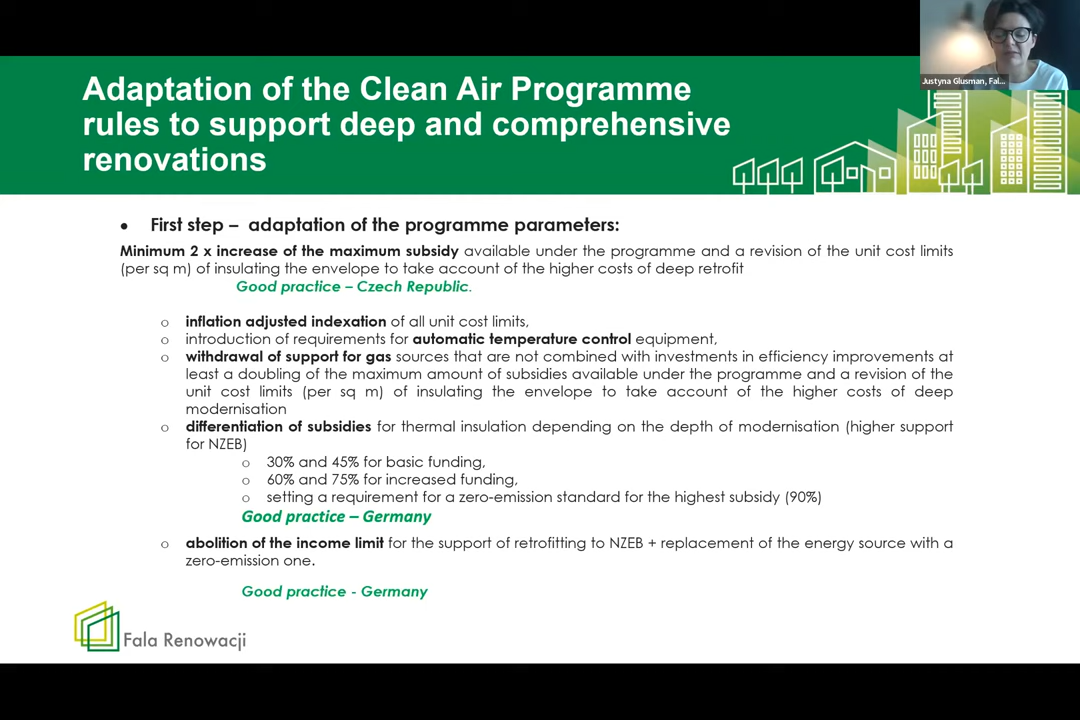 Justyna Glusman, Fal...
Adaptation of the Clean Air Programme
rules to support deep and comprehensive
renovations
• First step – adaptation of the programme parameters:
Minimum 2 x increase of the maximum subsidy available under the programme and a revision of the unit cost limits
(per sq m) of insulating the envelope to take account of the higher costs of deep retrofit
Good practice – Czech Republic.
o inflation adjusted indexation of all unit cost limits,
o introduction of requirements for automatic temperature control equipment,
o withdrawal of support for gas sources that are not combined with investments in efficiency improvements at
least a doubling of the maximum amount of subsidies available under the programme and a revision of the
unit cost limits (per sq m) of insulating the envelope to take account of the higher costs of deep
modernisation
o differentiation of subsidies for thermal insulation depending on the depth of modernisation (higher support
for NZEB)
o 30% and 45% for basic funding,
o 60% and 75% for increased funding,
o setting a requirement for a zero-emission standard for the highest subsidy (90%)
Good practice – Germany
o abolition of the income limit for the support of retrofitting to NZEB + replacement of the energy source with a
zero-emission one.
Good practice - Germany
Fala Renowacji